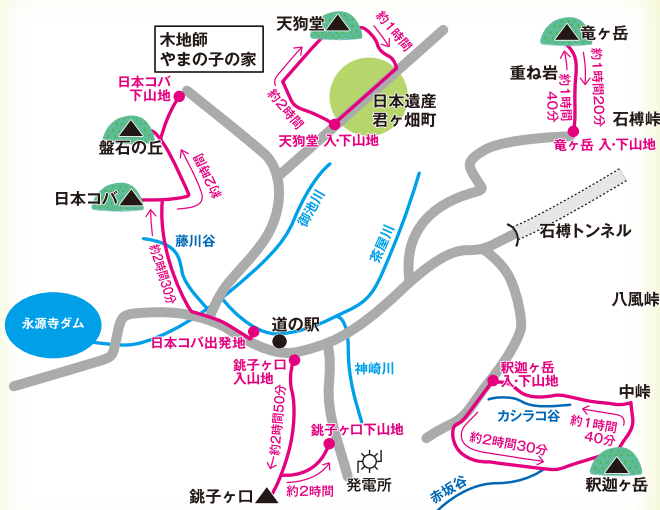 木地師
やまの子の家
天狗堂
約1時間
約2時間
日本遺産
君ヶ畑町
天狗堂 入・下山地
竜ヶ岳
重ね岩
約1時間20分
約1時間
40分
石榑峠
竜ヶ岳 入・下山地
日本コバ
下山地
盤石の丘
約2時間
日本コバ
約2時間30分
藤川谷
御池川
茶屋川
石榑トンネル
八風峠
永源寺ダム
日本コバ出発地
道の駅
銚子ヶ口
入山地
神崎川
約2時間50分
銚子ヶ口下山地
約2時間
銚子ヶ口
発電所
釈迦ヶ岳
入・下山地
中峠
カシラコ谷
約1時間
40分
約2時間30分
釈迦ヶ岳
赤坂谷